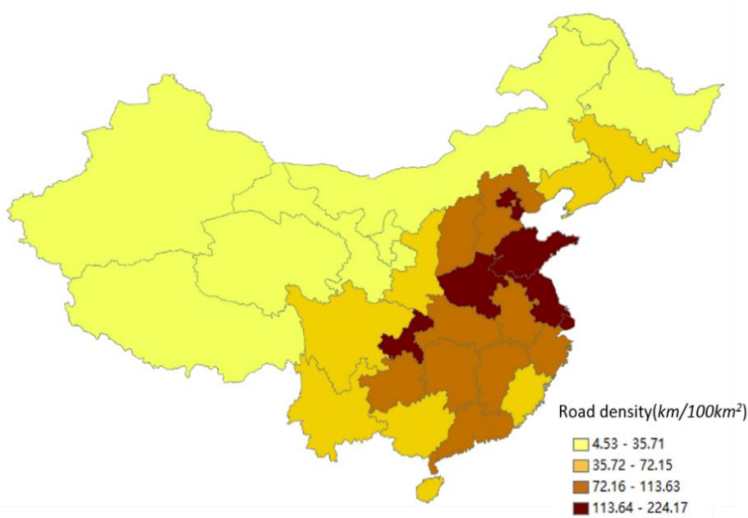 Road density(km/100km²)
4.53 - 35.71
35.72 - 72.15
72.16 - 113.63
113.64 - 224.17